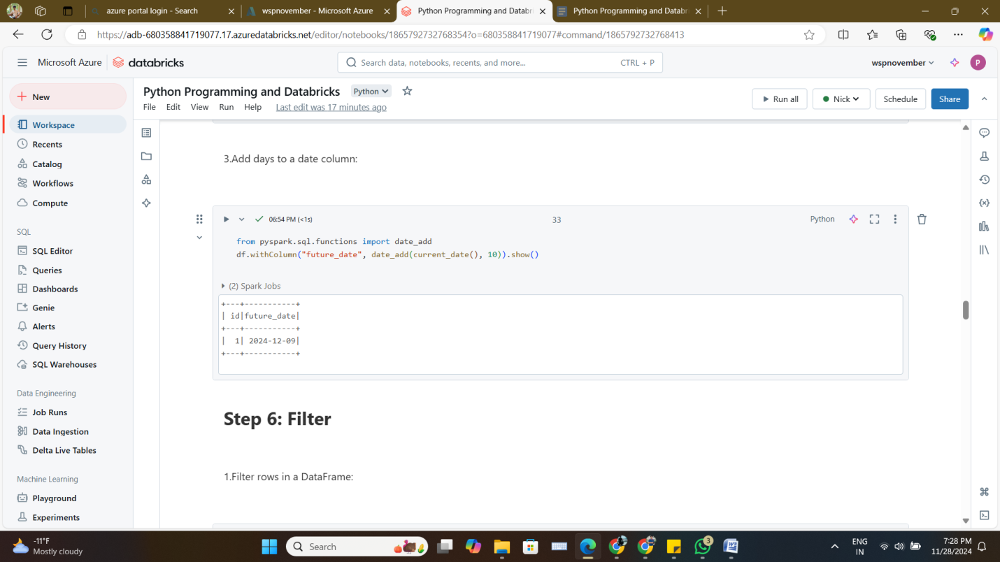 azure portal login - Search
wspnovember - Microsoft Azure
Python Programming and Databri
Python Programming and Databri
https://adb-680358841719077.17.azuredatabricks.net/editor/notebooks/1865792732768354?o=680358841719077#command/1865792732768413
Microsoft Azure
databricks
Search data, notebooks, recents, and more...
CTRL + P
wspnovember
P
New
Workspace
Recents
Catalog
Workflows
Compute
SQL
SQL Editor
Queries
Dashboards
Genie
Alerts
Query History
SQL Warehouses
Data Engineering
Job Runs
Data Ingestion
Delta Live Tables
Machine Learning
Playground
Experiments
Python Programming and Databricks
Python
File Edit View Run Help Last edit was 17 minutes ago
Run all
Nick
Schedule
Share
3.Add days to a date column:
06:54 PM (<1s)
33
Python
from pyspark.sql.functions import date_add
df.withColumn("future_date", date_add(current_date(), 10)).show()
(2) Spark Jobs
+---+-----------+
| id|future_date|
+---+-----------+
|  1| 2024-12-09|
+---+-----------+
Step 6: Filter
1.Filter rows in a DataFrame:
-11°F
Mostly cloudy
Search
3
ENG
IN
7:28 PM
11/28/2024